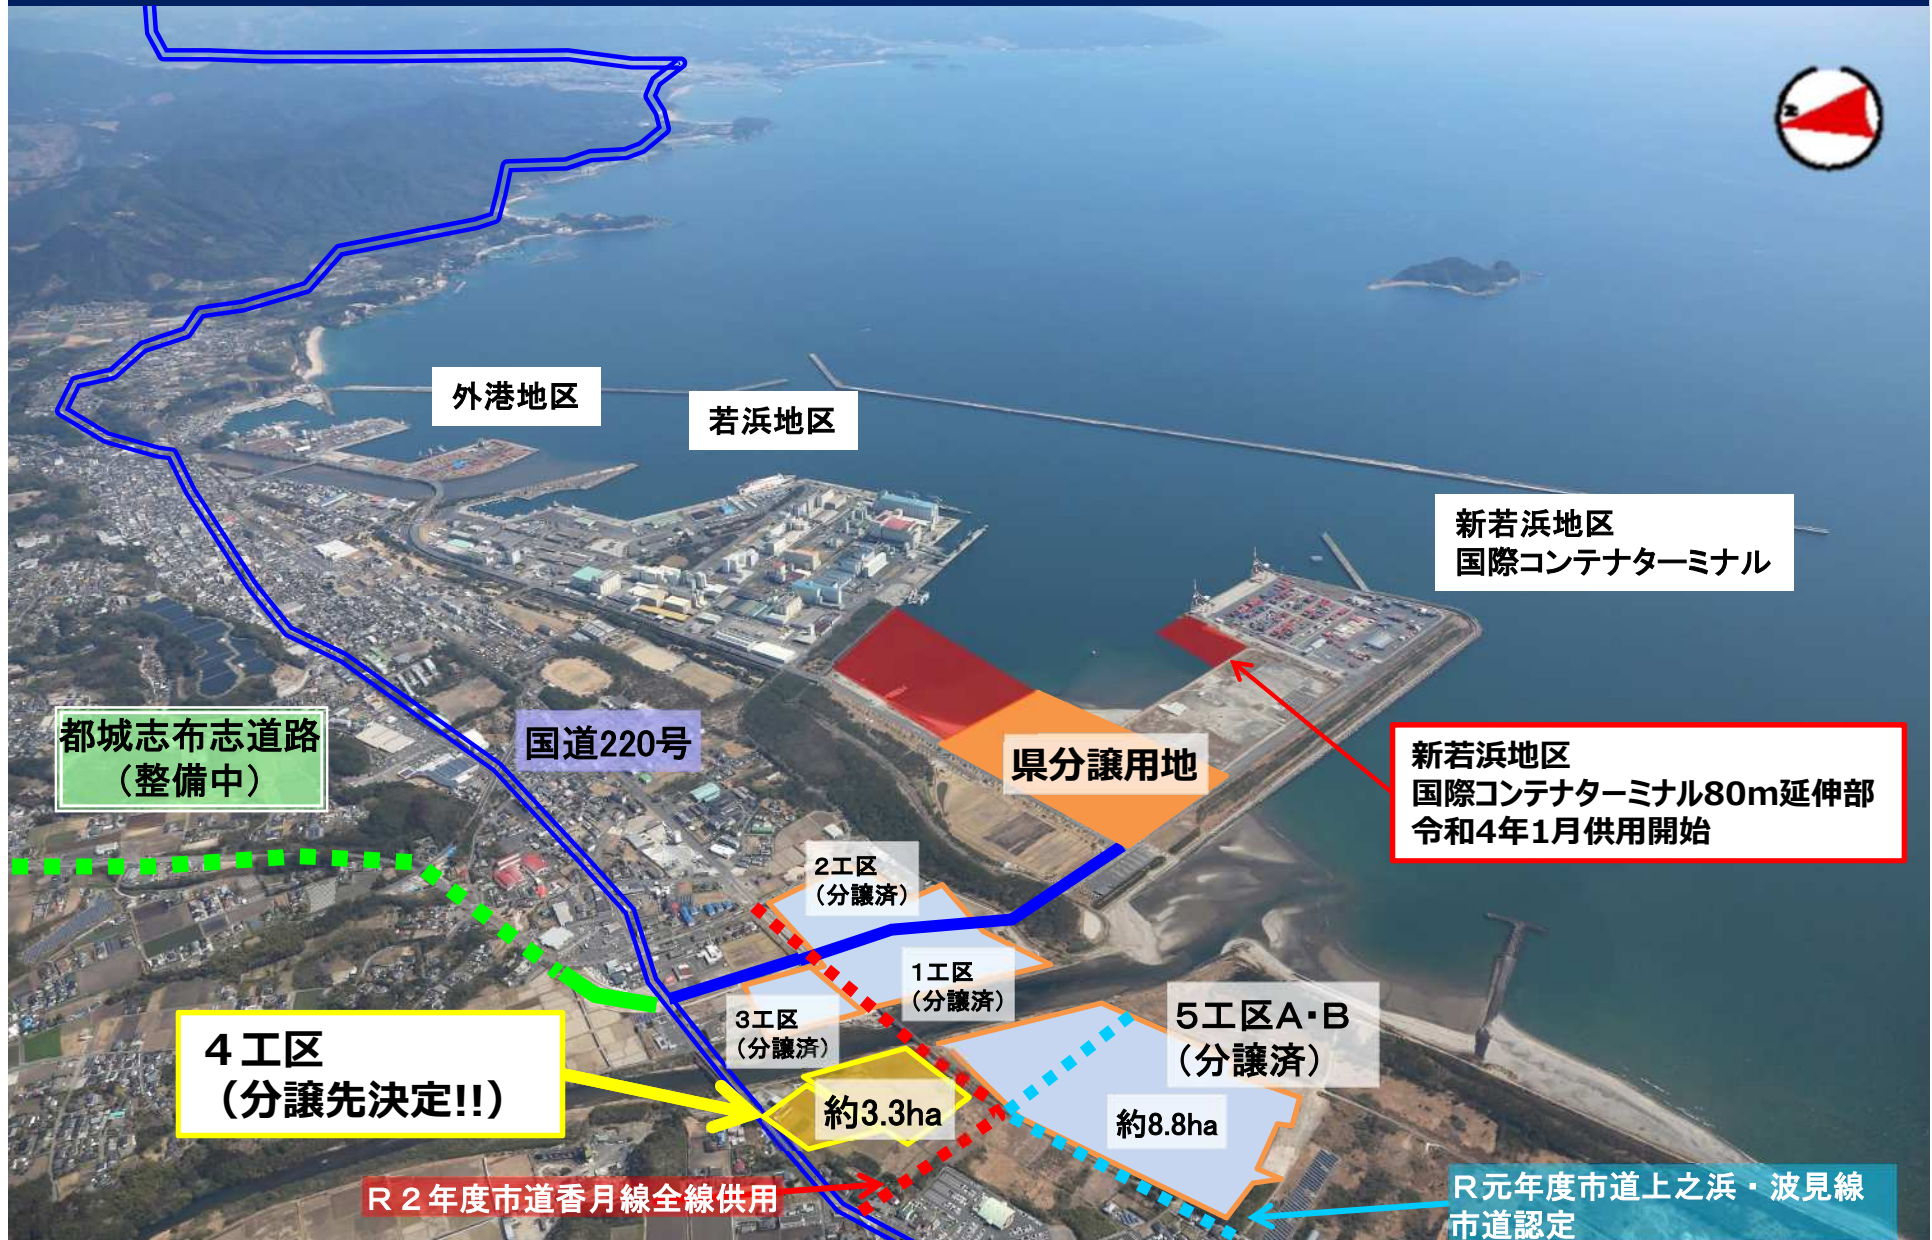 N
外港地区
若浜地区
新若浜地区
国際コンテナターミナル
都城志布志道路
（整備中）
国道220号
県分譲用地
新若浜地区
国際コンテナターミナル80m延伸部
令和4年1月供用開始
2工区
（分譲済）
1工区
（分譲済）
3工区
（分譲済）
5工区A・B
（分譲済）
4工区
（分譲先決定!!）
約3.3ha
約8.8ha
R２年度市道香月線全線供用
R元年度市道上之浜・波見線
市道認定